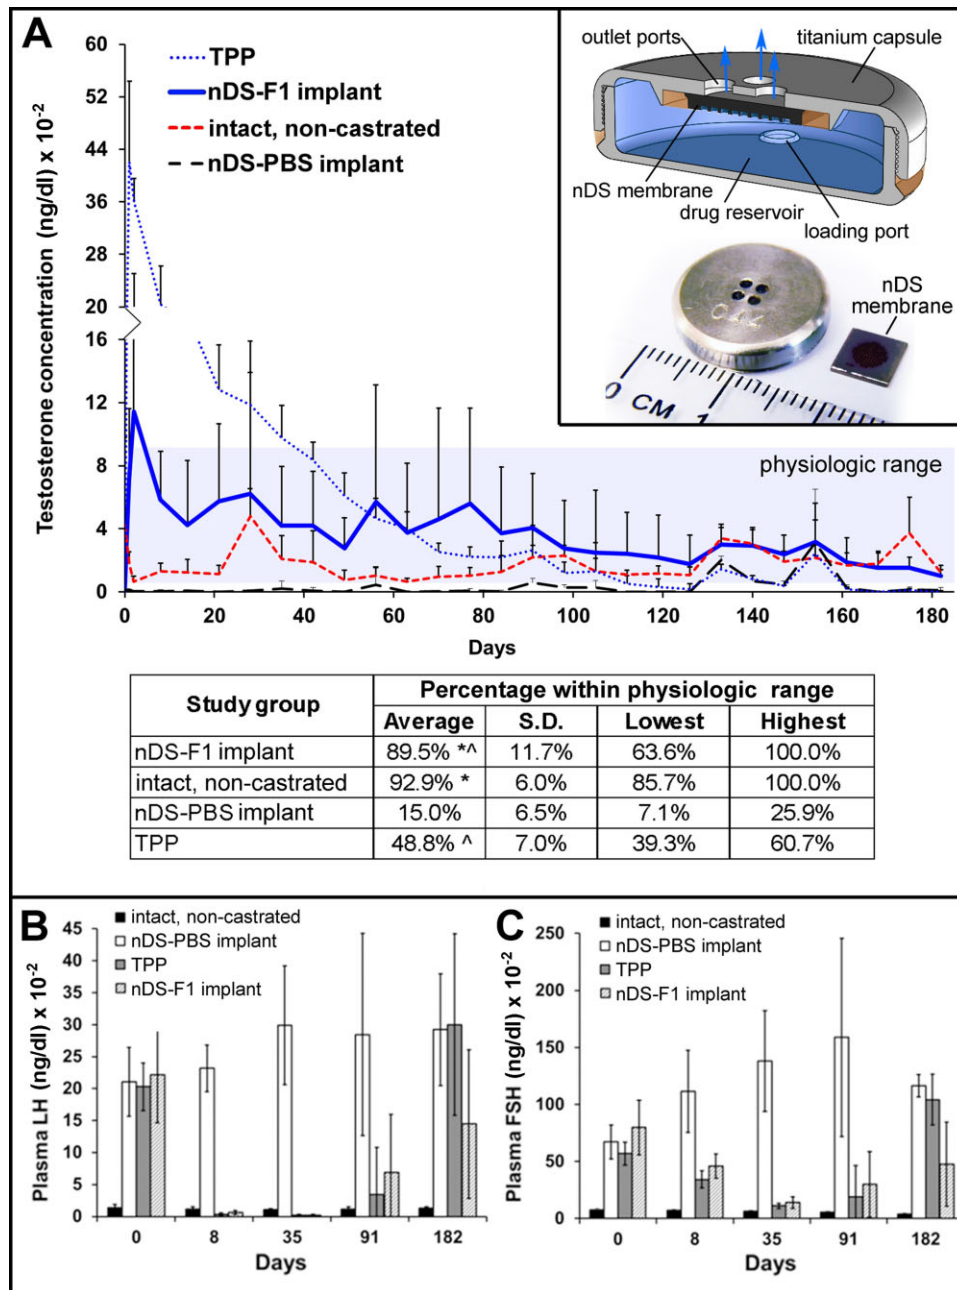 A
Testosterone concentration (ng/dl) x 10⁻²
60
52
44
36
28
20
16
12
8
4
0
TPP
nDS-F1 implant
intact, non-castrated
nDS-PBS implant
physiologic range
0 20 40 60 80 100 120 140 160 180
Days
outlet ports
titanium capsule
nDS membrane
drug reservoir
loading port
044
nDS
membrane
0 CM 1
Study group
Percentage within physiologic range
Average S.D. Lowest Highest
nDS-F1 implant 89.5% *^ 11.7% 63.6% 100.0%
intact, non-castrated 92.9% * 6.0% 85.7% 100.0%
nDS-PBS implant 15.0% 6.5% 7.1% 25.9%
TPP 48.8% ^ 7.0% 39.3% 60.7%
B
Plasma LH (ng/dl) x 10⁻²
45
40
35
30
25
20
15
10
5
0
intact, non-castrated
nDS-PBS implant
TPP
nDS-F1 implant
0 8 35 91 182
Days
C
Plasma FSH (ng/dl) x 10⁻²
250
200
150
100
50
0
intact, non-castrated
nDS-PBS implant
TPP
nDS-F1 implant
0 8 35 91 182
Days